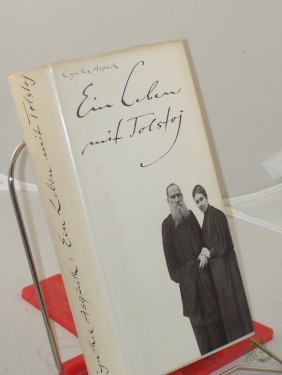 Cynthia Asquith
Ein Leben
mit Tolstoj
Cynthia Asquith: Ein Leben mit Tolstoj